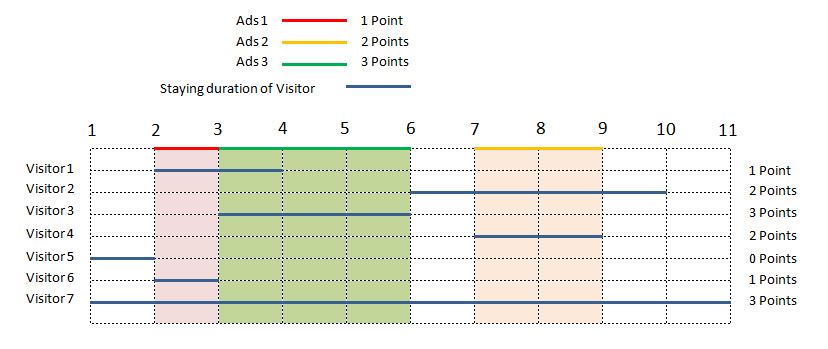 Ads 1 1 Point
Ads 2 2 Points
Ads 3 3 Points
Staying duration of Visitor
1 2 3 4 5 6 7 8 9 10 11
Visitor 1 1 Point
Visitor 2 2 Points
Visitor 3 3 Points
Visitor 4 2 Points
Visitor 5 0 Points
Visitor 6 1 Points
Visitor 7 3 Points